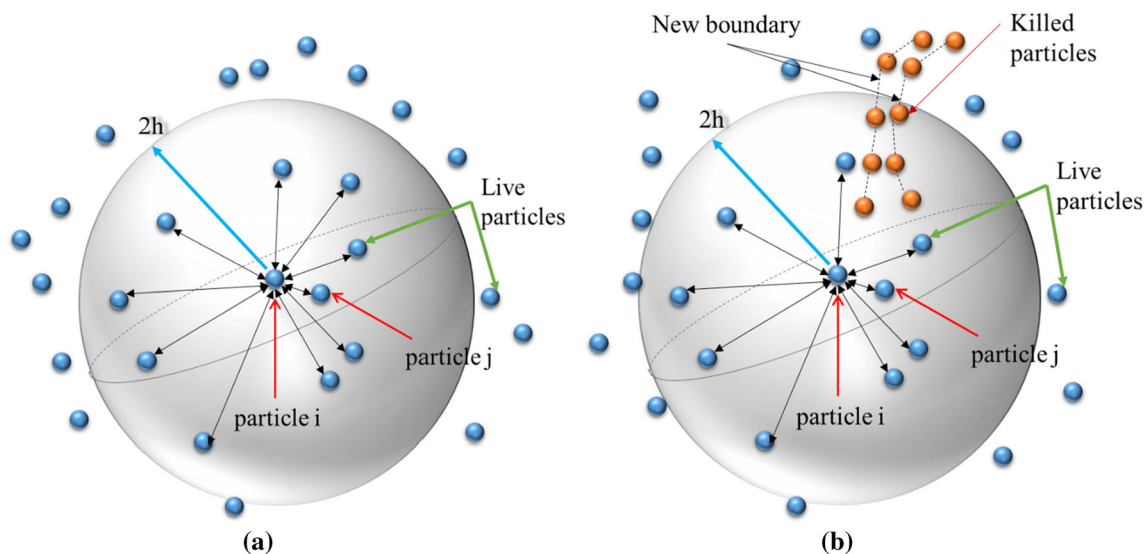 2h
Live
particles
particle j
particle i
(a)
New boundary
Killed
particles
2h
Live
particles
particle j
particle i
(b)